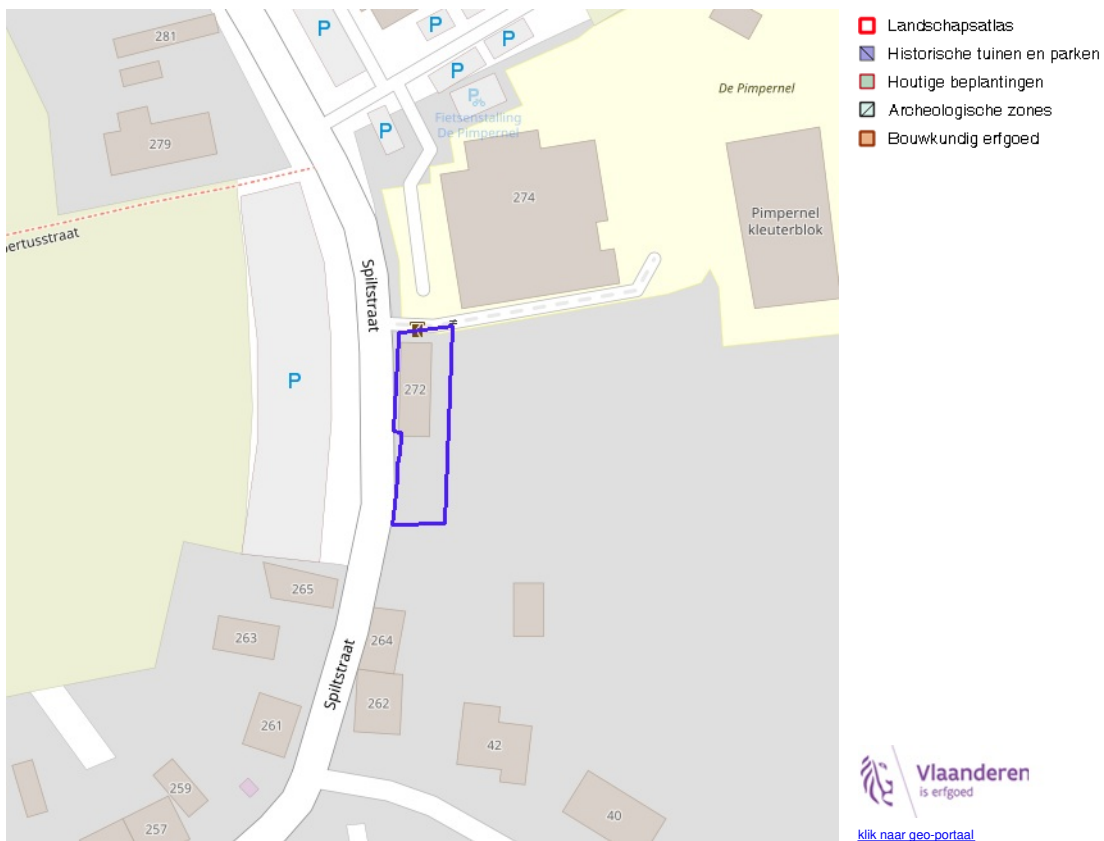 281
P
P
P
P
P
P
Fietsenstalling
De Pimpernel
De Pimpernel
279
274
Pimpernel
kleuterblok
ertusstraat
Spiltstraat
272
P
265
263
264
262
261
Spiltstraat
42
259
257
40
Landschapsatlas
Historische tuinen en parken
Houtige beplantingen
Archeologische zones
Bouwkundig erfgoed
Vlaanderen
is erfgoed
klik naar geo-portaal